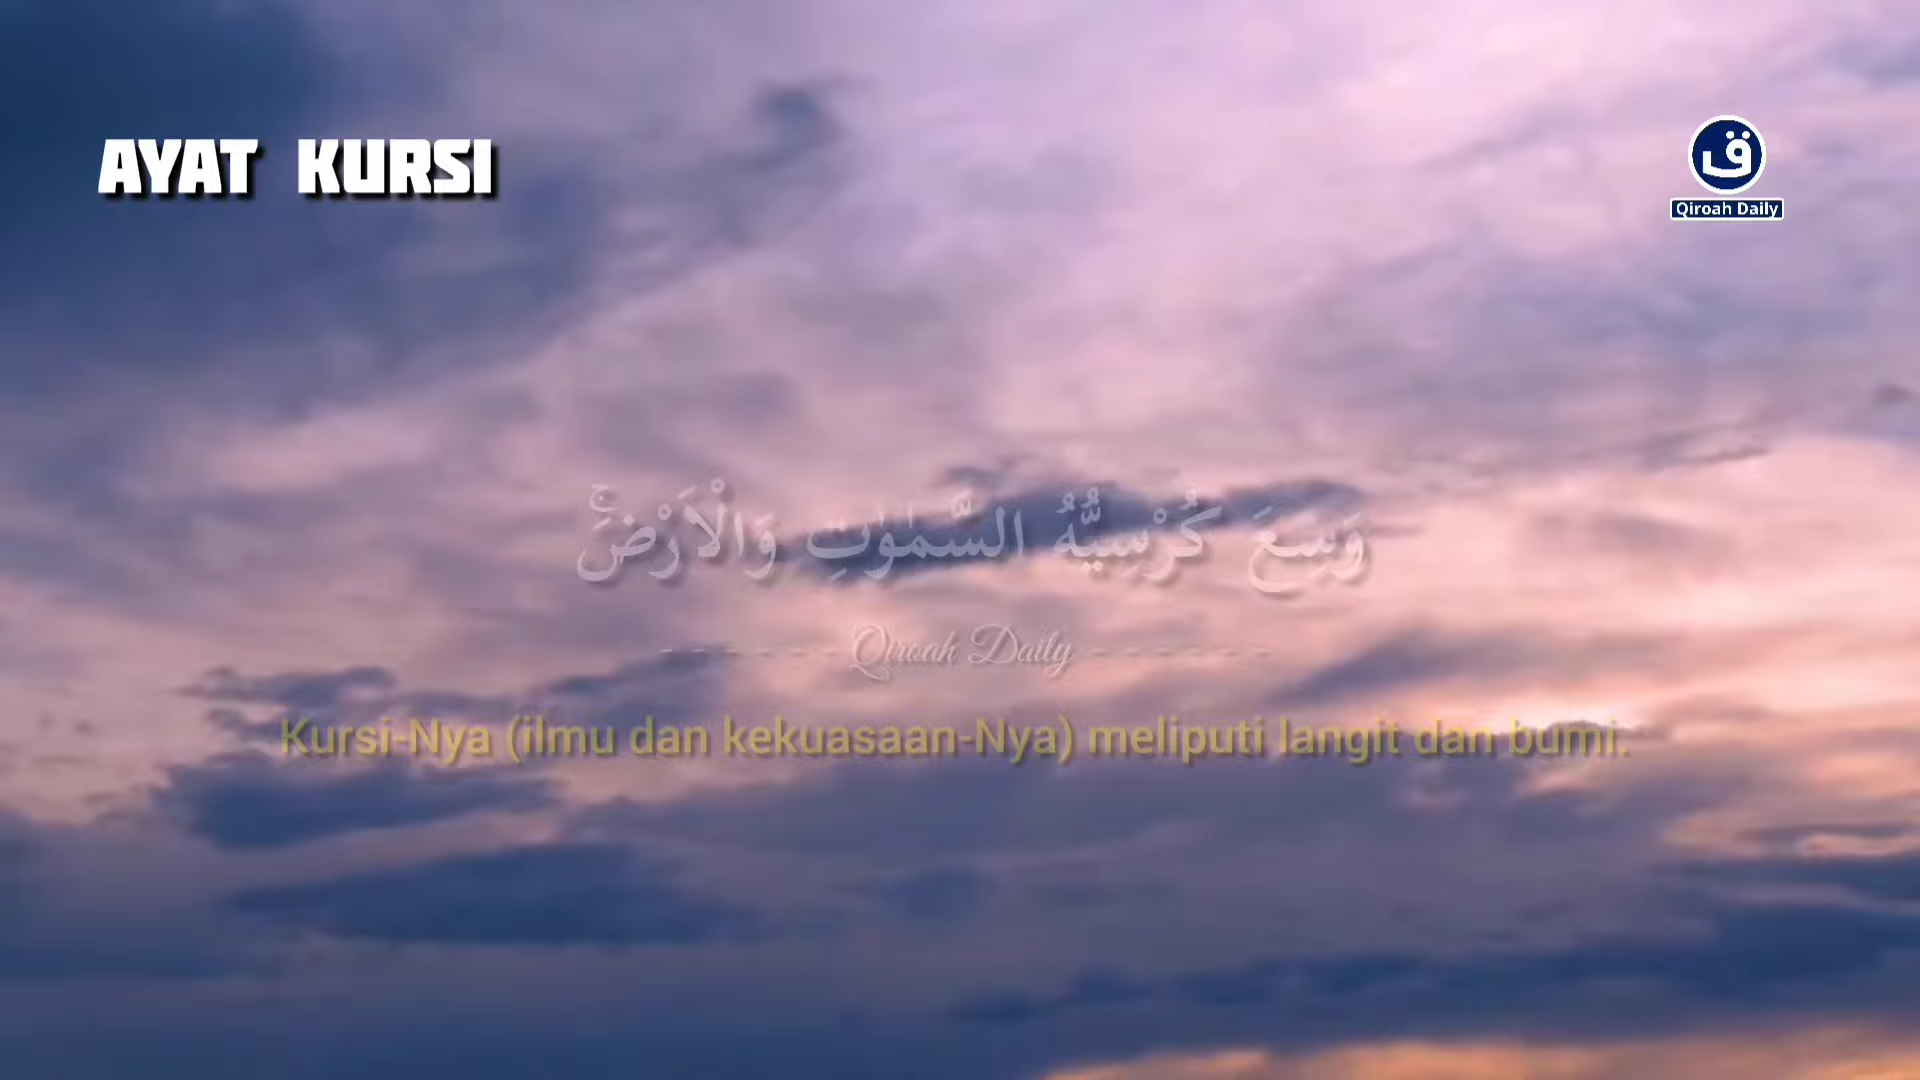 AYAT KURSI
ق
Qiroah Daily
وَسِعَ كُرْسِيُّهُ السَّمٰوٰتِ وَالْاَرْضَۚ
- - - - - - - Qiroah Daily - - - - - - -
Kursi-Nya (ilmu dan kekuasaan-Nya) meliputi langit dan bumi.